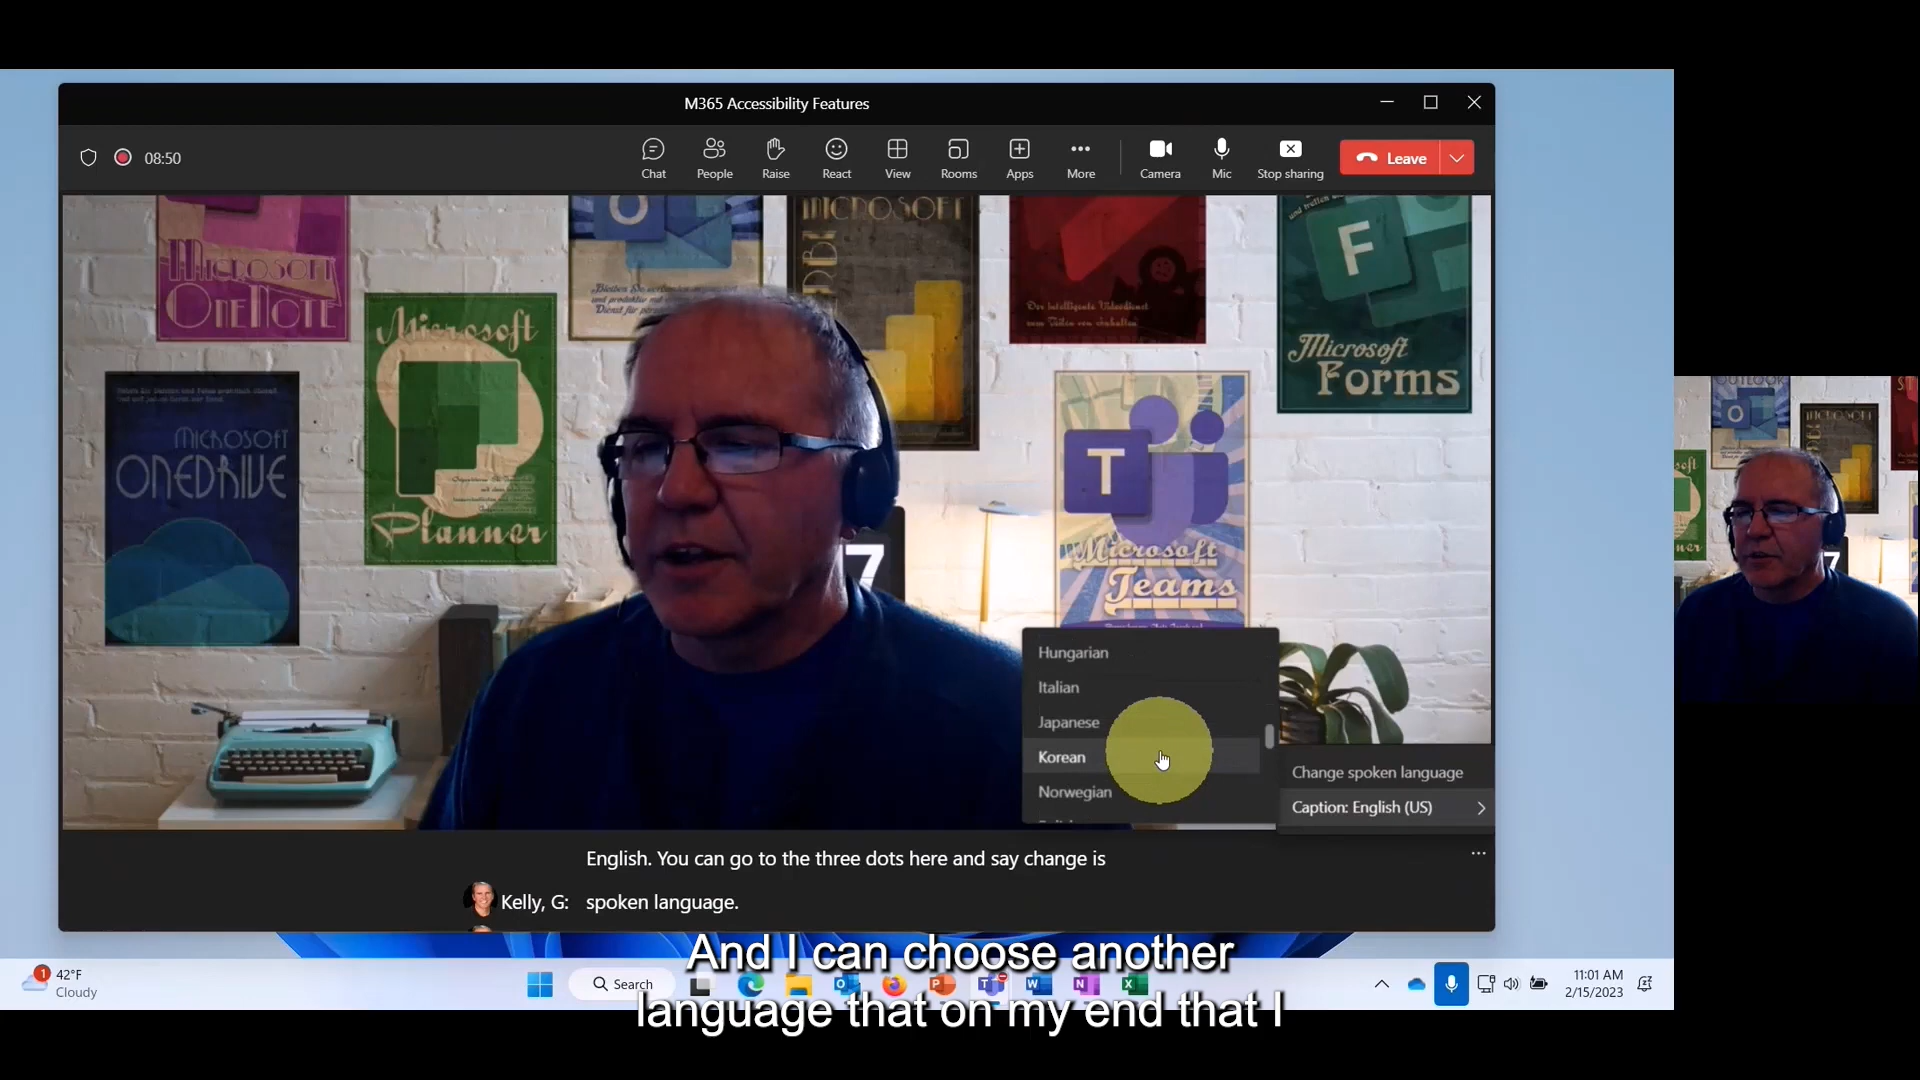 M365 Accessibility Features
08:50
Chat
People
Raise
React
View
Rooms
Apps
More
Camera
Mic
Stop sharing
Leave
Microsoft
OneNote
MICROSOFT
Microsoft
Forms
Microsoft
Planner
MICROSOFT
ONEDRIVE
Microsoft
Teams
Hungarian
Italian
Japanese
Korean
Norwegian
Change spoken language
Caption: English (US)
English. You can go to the three dots here and say change is
Kelly, G: spoken language.
And I can choose another
language that on my end that I
1
42°F
Cloudy
Search
11:01 AM
2/15/2023